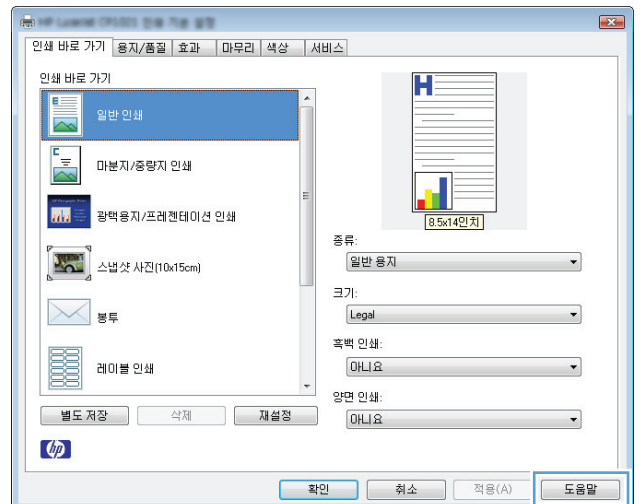 인쇄 바로 가기 용지/품질 효과 마무리 색상 서비스
인쇄 바로 가기
일반 인쇄
마분지/중량지 인쇄
광택용지/프레젠테이션 인쇄
스냅샷 사진(10x15cm)
봉투
레이블 인쇄
별도 저장 삭제 재설정
H
8.5x14인치
종류:
일반 용지
크기:
Legal
흑백 인쇄:
아니요
양면 인쇄:
아니요
hp
확인 취소 적용(A) 도움말